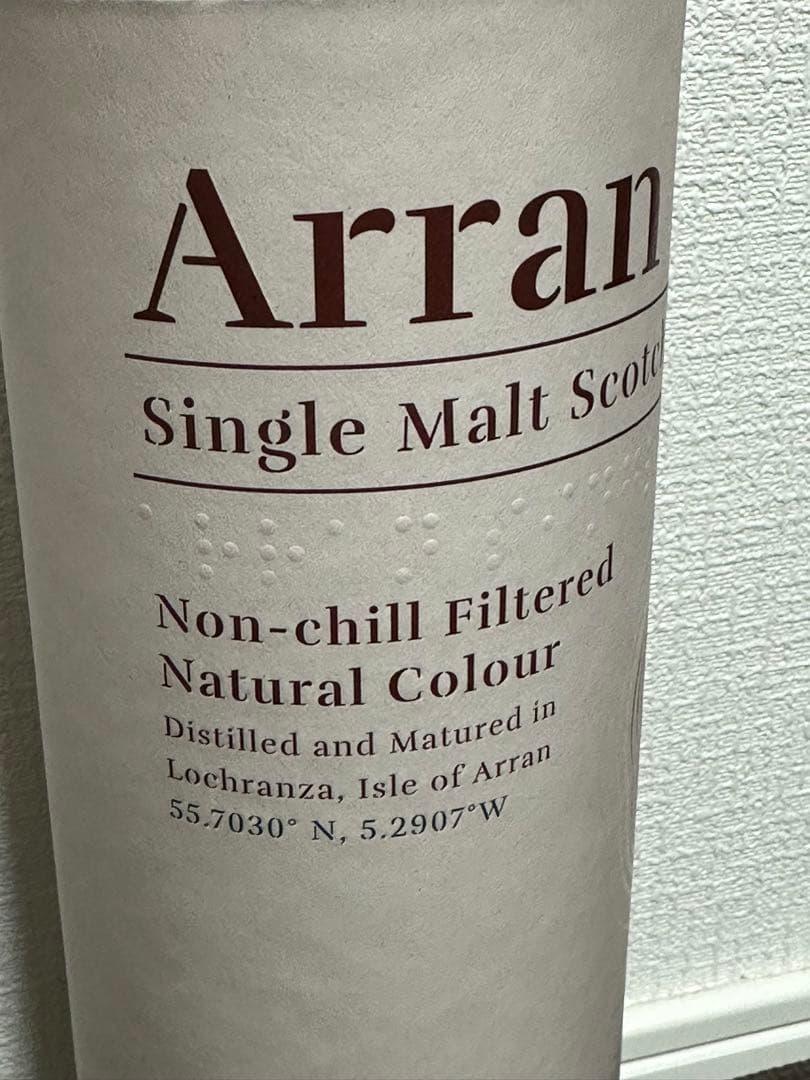 Arran
Single Malt Scotch
Non-chill Filtered
Natural Colour
Distilled and Matured in
Lochranza, Isle of Arran
55.7030° N, 5.2907°W